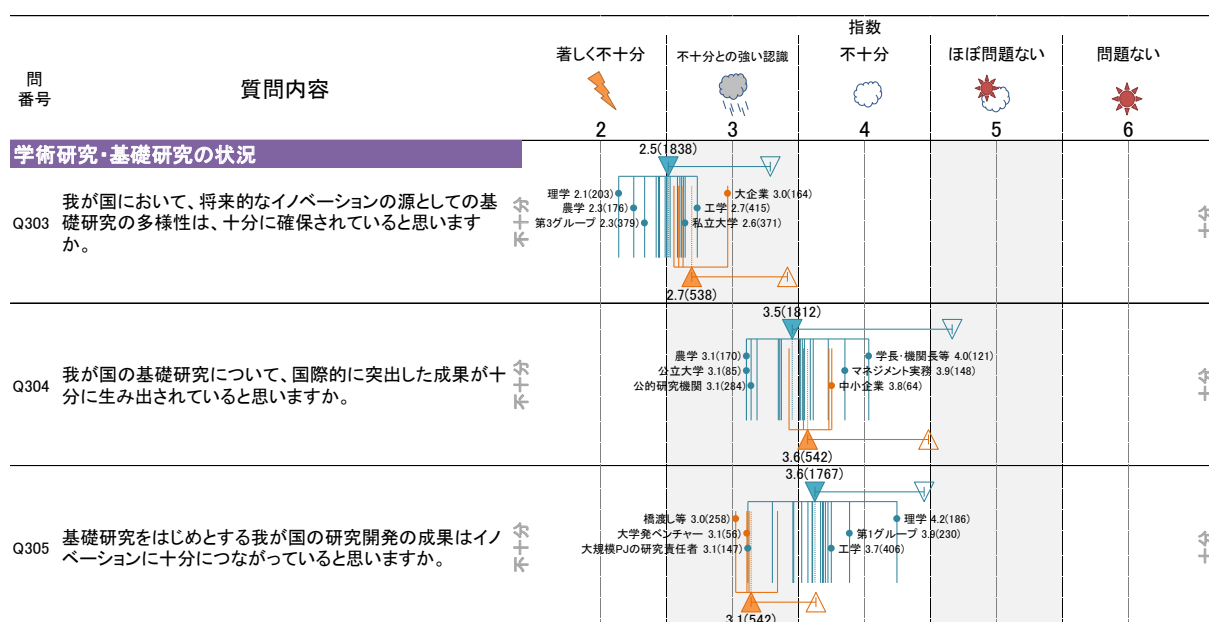 指数
問
番号
質問内容
著しく不十分
不十分との強い認識
不十分
ほぼ問題ない
問題ない
2
3
4
5
6
学術研究・基礎研究の状況
Q303
我が国において、将来的なイノベーションの源としての基
礎研究の多様性は、十分に確保されていると思います
か。
不十分
2.5(1838)
理学 2.1(203)
農学 2.3(176)
第3グループ 2.3(379)
大企業 3.0(164)
工学 2.7(415)
私立大学 2.6(371)
2.7(538)
十分
Q304
我が国の基礎研究について、国際的に突出した成果が十
分に生み出されていると思いますか。
不十分
3.5(1812)
農学 3.1(170)
公立大学 3.1(85)
公的研究機関 3.1(284)
学長・機関長等 4.0(121)
マネジメント実務 3.9(148)
中小企業 3.8(64)
3.6(542)
十分
Q305
基礎研究をはじめとする我が国の研究開発の成果はイノ
ベーションに十分につながっていると思いますか。
不十分
3.6(1767)
橋渡し等 3.0(258)
大学発ベンチャー 3.1(56)
大規模PJの研究責任者 3.1(147)
理学 4.2(186)
第1グループ 3.9(230)
工学 3.7(406)
3.1(542)
十分